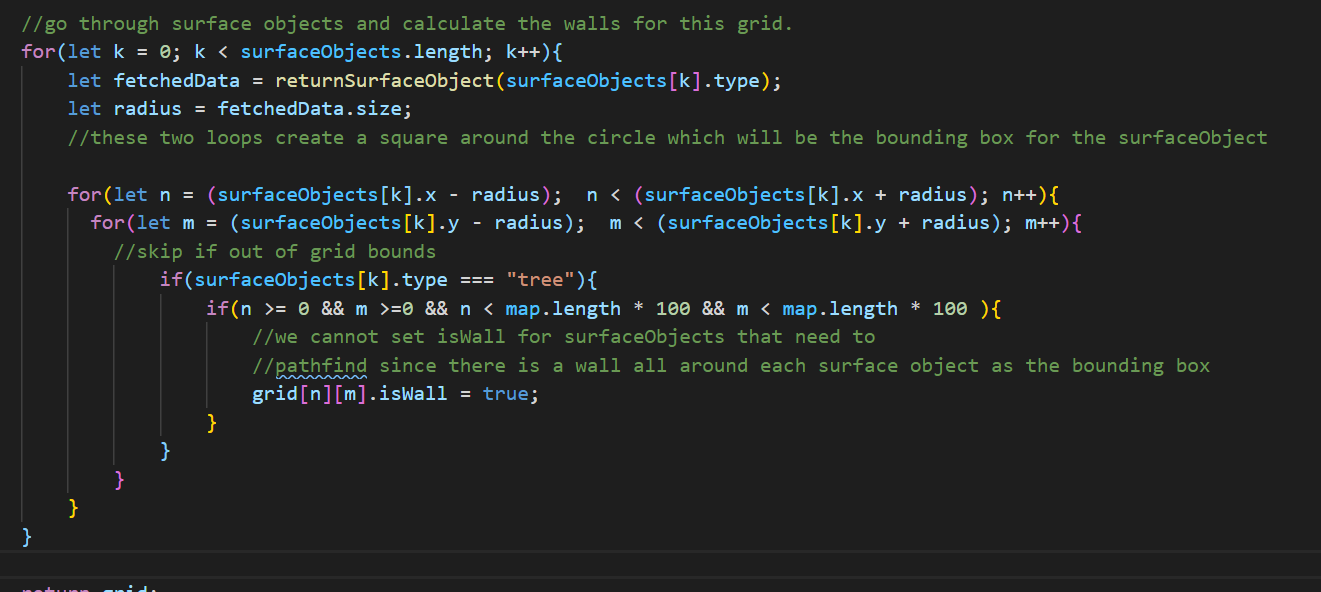 //go through surface objects and calculate the walls for this grid.
for(let k = 0; k < surfaceObjects.length; k++){
    let fetchedData = returnSurfaceObject(surfaceObjects[k].type);
    let radius = fetchedData.size;
    //these two loops create a square around the circle which will be the bounding box for the surfaceObject
    for(let n = (surfaceObjects[k].x - radius);  n < (surfaceObjects[k].x + radius); n++){
      for(let m = (surfaceObjects[k].y - radius);  m < (surfaceObjects[k].y + radius); m++){
        //skip if out of grid bounds
            if(surfaceObjects[k].type === "tree"){
                if(n >= 0 && m >=0 && n < map.length * 100 && m < map.length * 100 ){
                    //we cannot set isWall for surfaceObjects that need to
                    //pathfind since there is a wall all around each surface object as the bounding box
                    grid[n][m].isWall = true;
                }
            }
        }
    }
}
return grid;